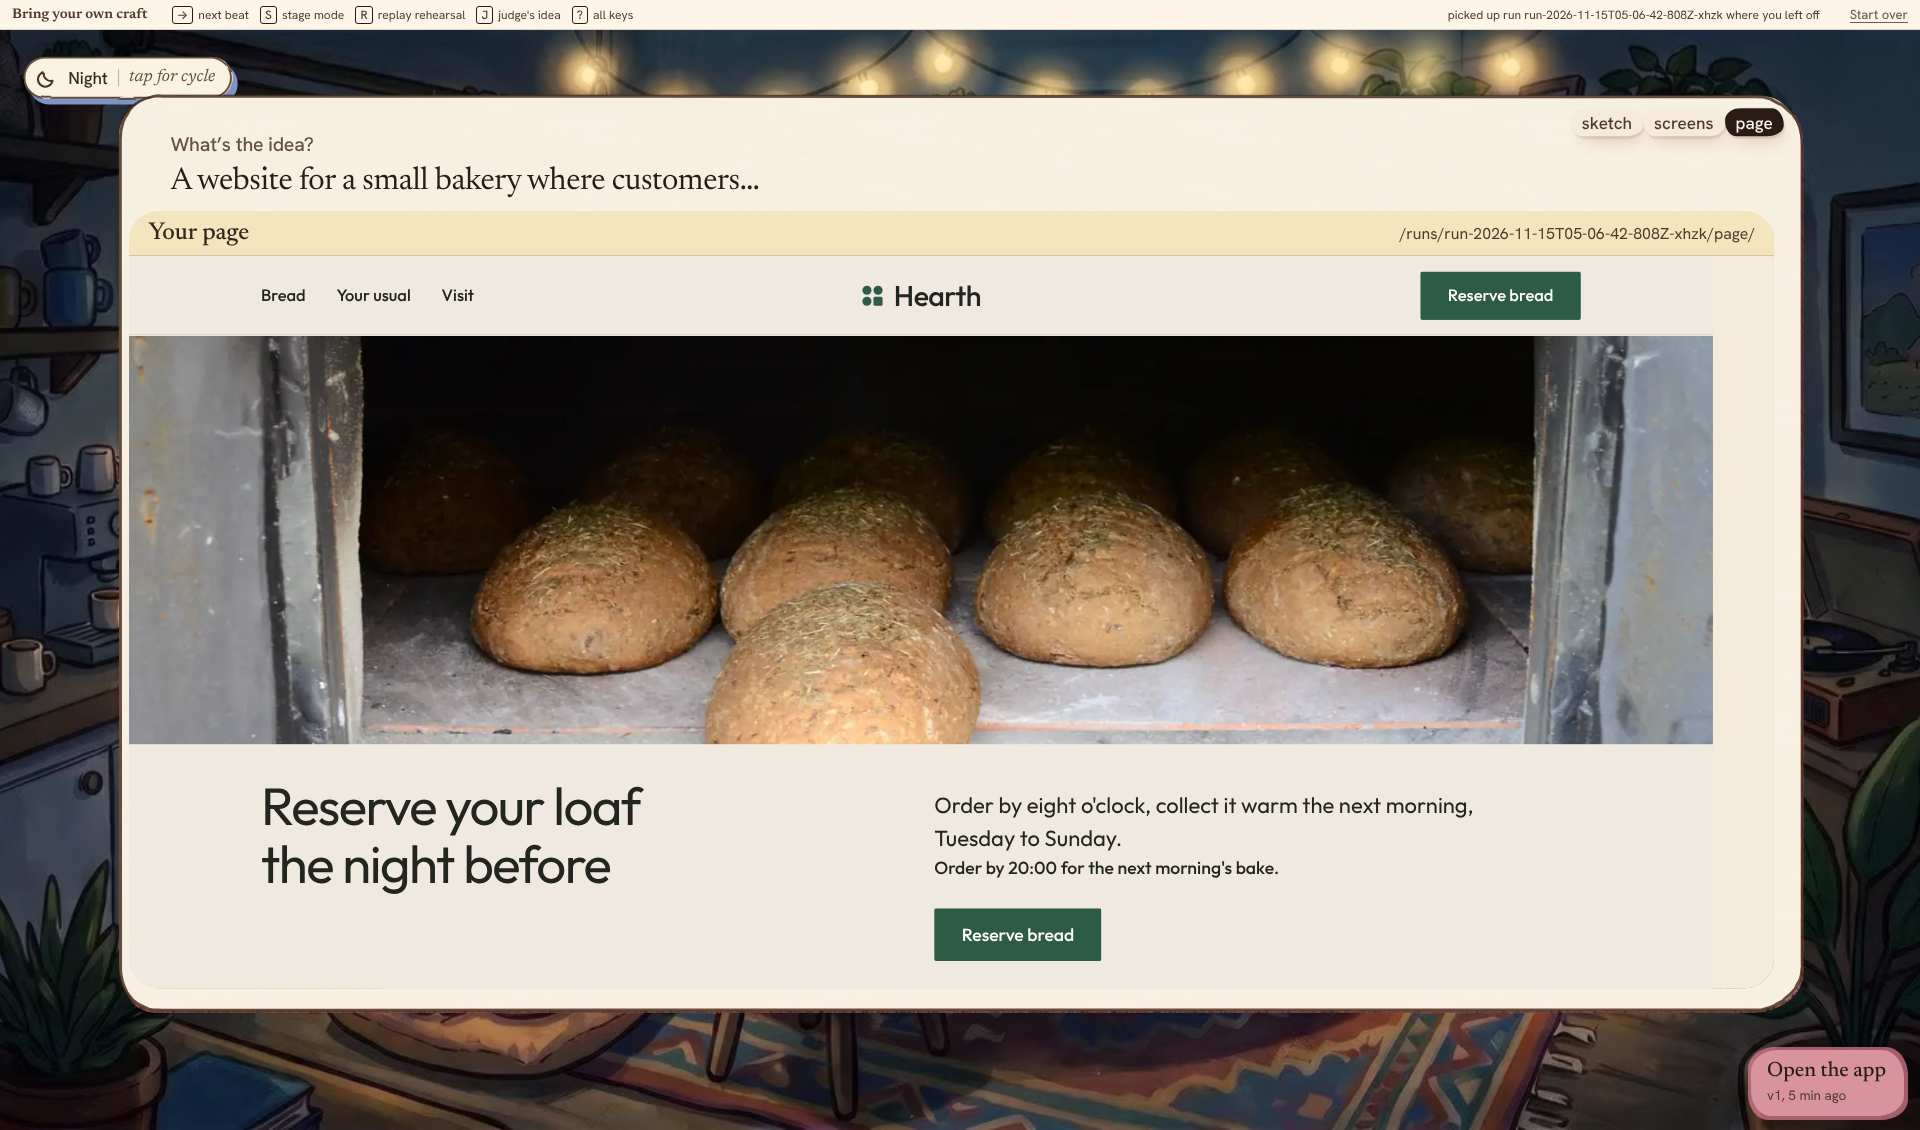 Bring your own craft
→ next beat S stage mode R replay rehearsal J judge's idea ? all keys
picked up run run-2026-11-15T05-06-42-808Z-xhzk where you left off
Start over
Night tap for cycle
sketch screens page
What's the idea?
A website for a small bakery where customers...
Your page
/runs/run-2026-11-15T05-06-42-808Z-xhzk/page/
Bread Your usual Visit
Hearth
Reserve bread
Reserve your loaf
the night before
Order by eight o'clock, collect it warm the next morning,
Tuesday to Sunday.
Order by 20:00 for the next morning's bake.
Reserve bread
Open the app
v1, 5 min ago